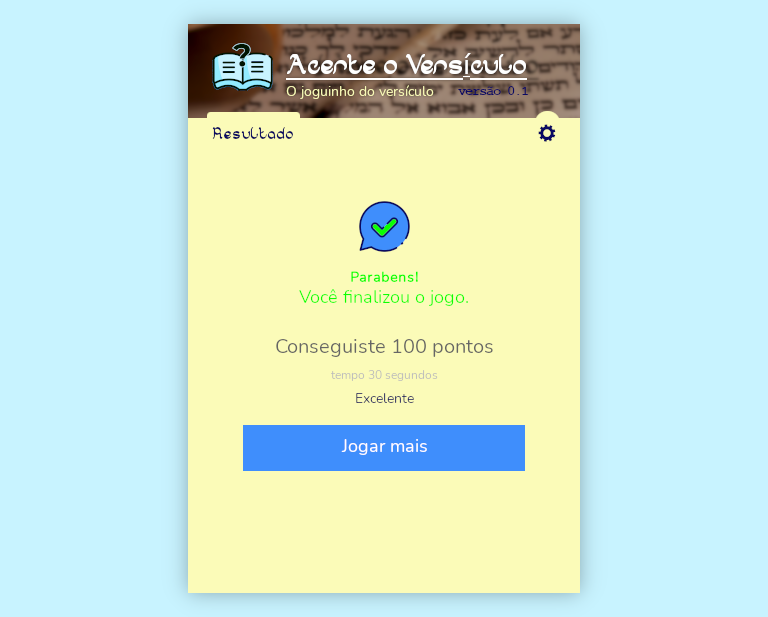 Acerte o Versículo
O joguinho do versículo versão 0.1
Resultado
Parabens!
Você finalizou o jogo.
Conseguiste 100 pontos
tempo 30 segundos
Excelente
Jogar mais